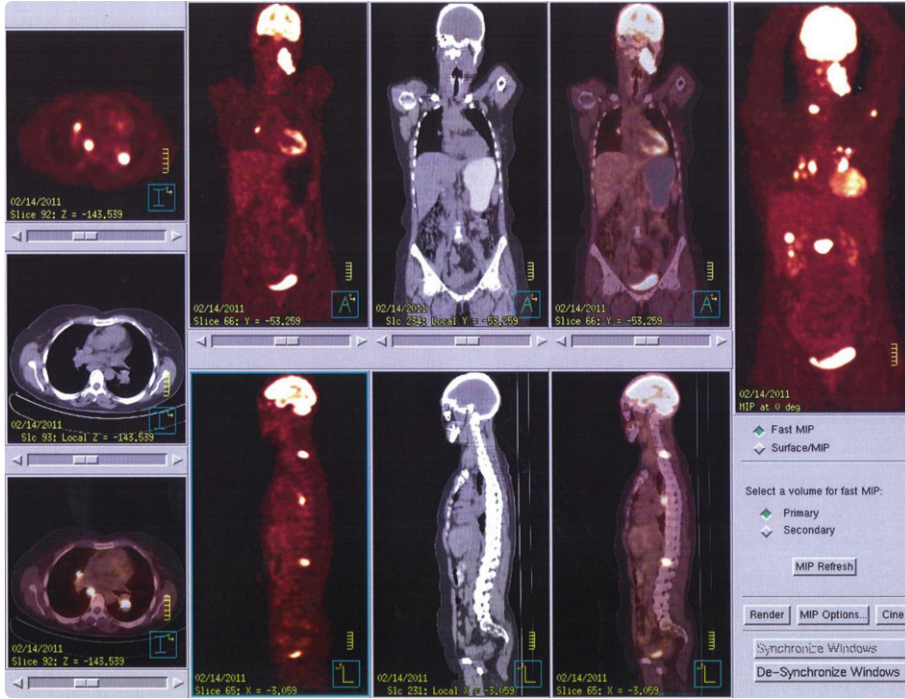 02/14/2011
Slice 92: Z = -143.539
02/14/2011
Slc 93: Local Z = -143.539
02/14/2011
Slice 92: Z = -143.539
02/14/2011
Slice 66: Y = -53.259
A
02/14/2011
Slc 234: Local Y = -53.259
A
02/14/2011
Slice 66: Y = -53.259
A
02/14/2011
Slice 65: X = -3.059
L
02/14/2011
Slc 231: Local X = -3.059
L
02/14/2011
Slice 65: X = -3.059
L
02/14/2011
MIP at 0 deg
Fast MIP
Surface/MIP
Select a volume for fast MIP:
Primary
Secondary
MIP Refresh
Render MIP Options... Cine
Synchronize Windows
De-Synchronize Windows